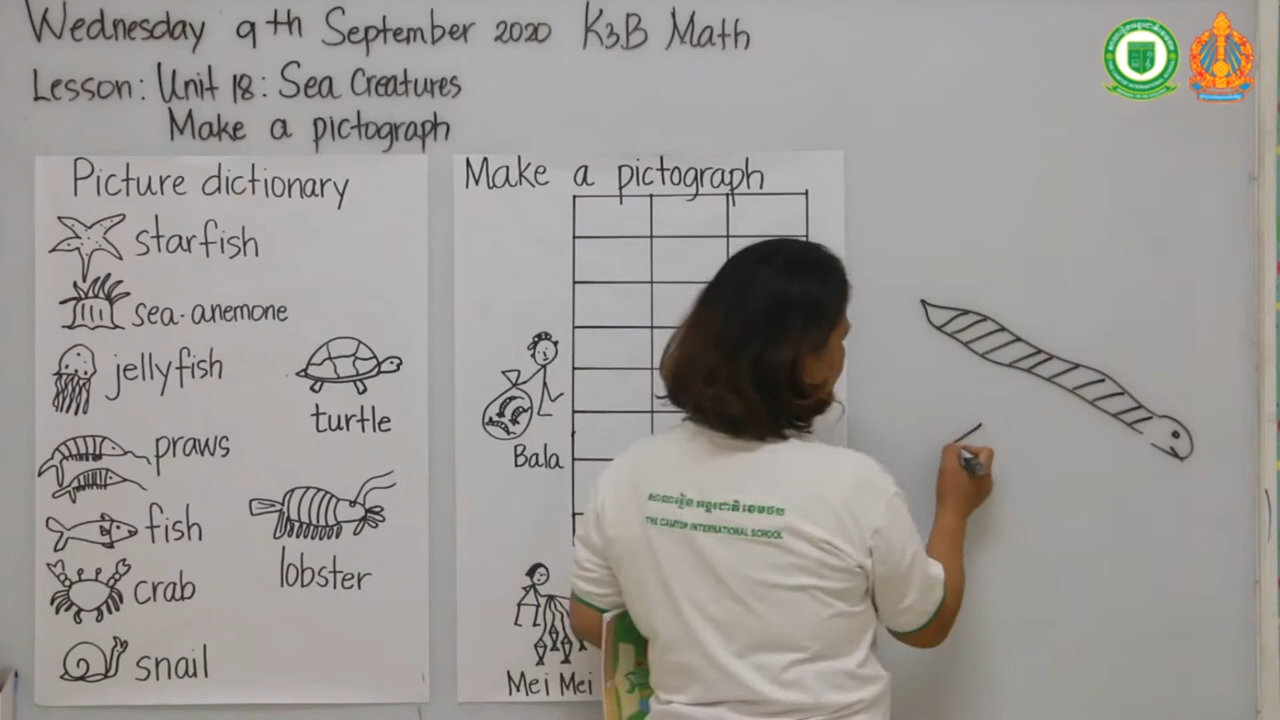 Wednesday 9th September 2020 K3B Math
Lesson: Unit 18: Sea Creatures
Make a pictograph
Picture dictionary
starfish
sea-anemone
jellyfish
turtle
praws
fish
lobster
crab
snail
Make a pictograph
Bala
Mei Mei
THE CAMTOP INTERNATIONAL SCHOOL